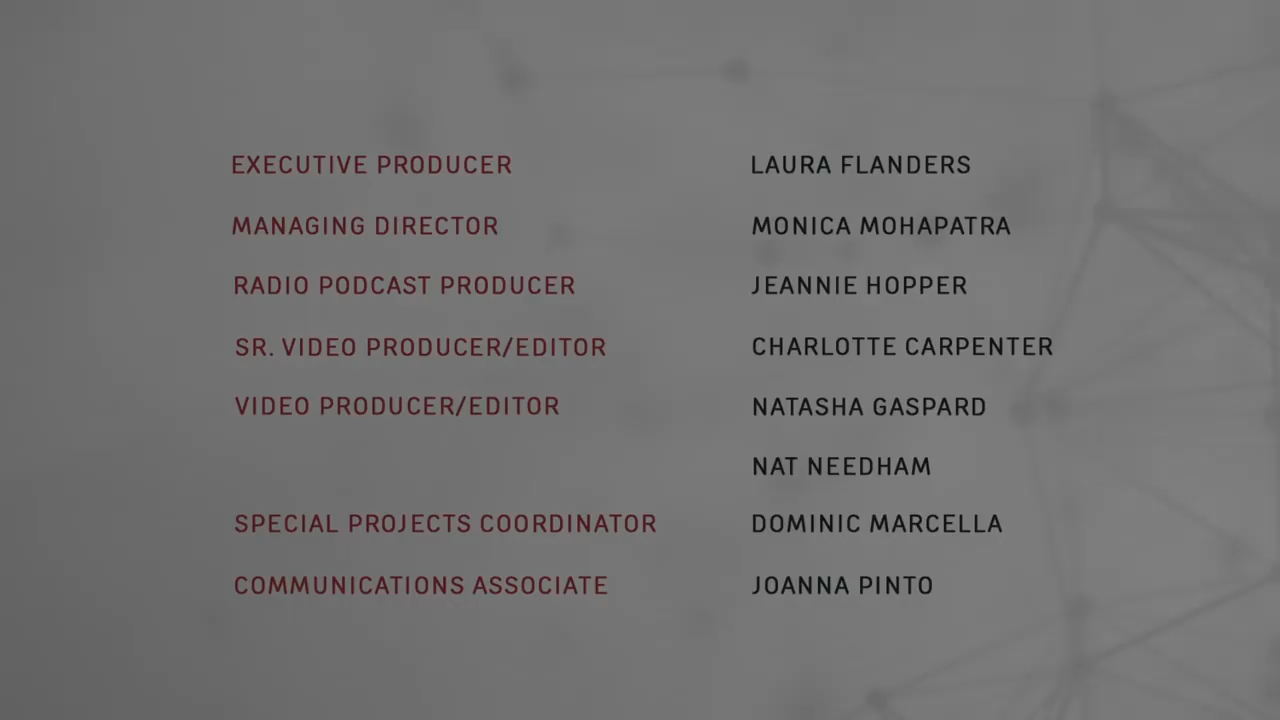 EXECUTIVE PRODUCER LAURA FLANDERS
MANAGING DIRECTOR MONICA MOHAPATRA
RADIO PODCAST PRODUCER JEANNIE HOPPER
SR. VIDEO PRODUCER/EDITOR CHARLOTTE CARPENTER
VIDEO PRODUCER/EDITOR NATASHA GASPARD
NAT NEEDHAM
SPECIAL PROJECTS COORDINATOR DOMINIC MARCELLA
COMMUNICATIONS ASSOCIATE JOANNA PINTO